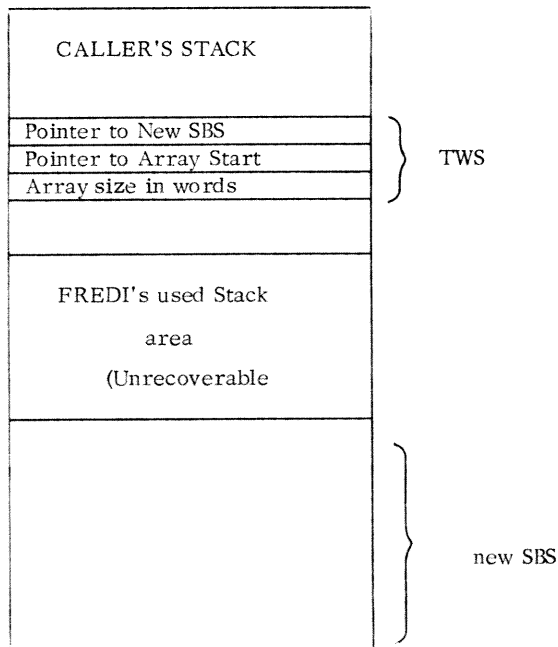 CALLER'S STACK
Pointer to New SBS
Pointer to Array Start
Array size in words
TWS
FREDI's used Stack
area
(Unrecoverable
new SBS